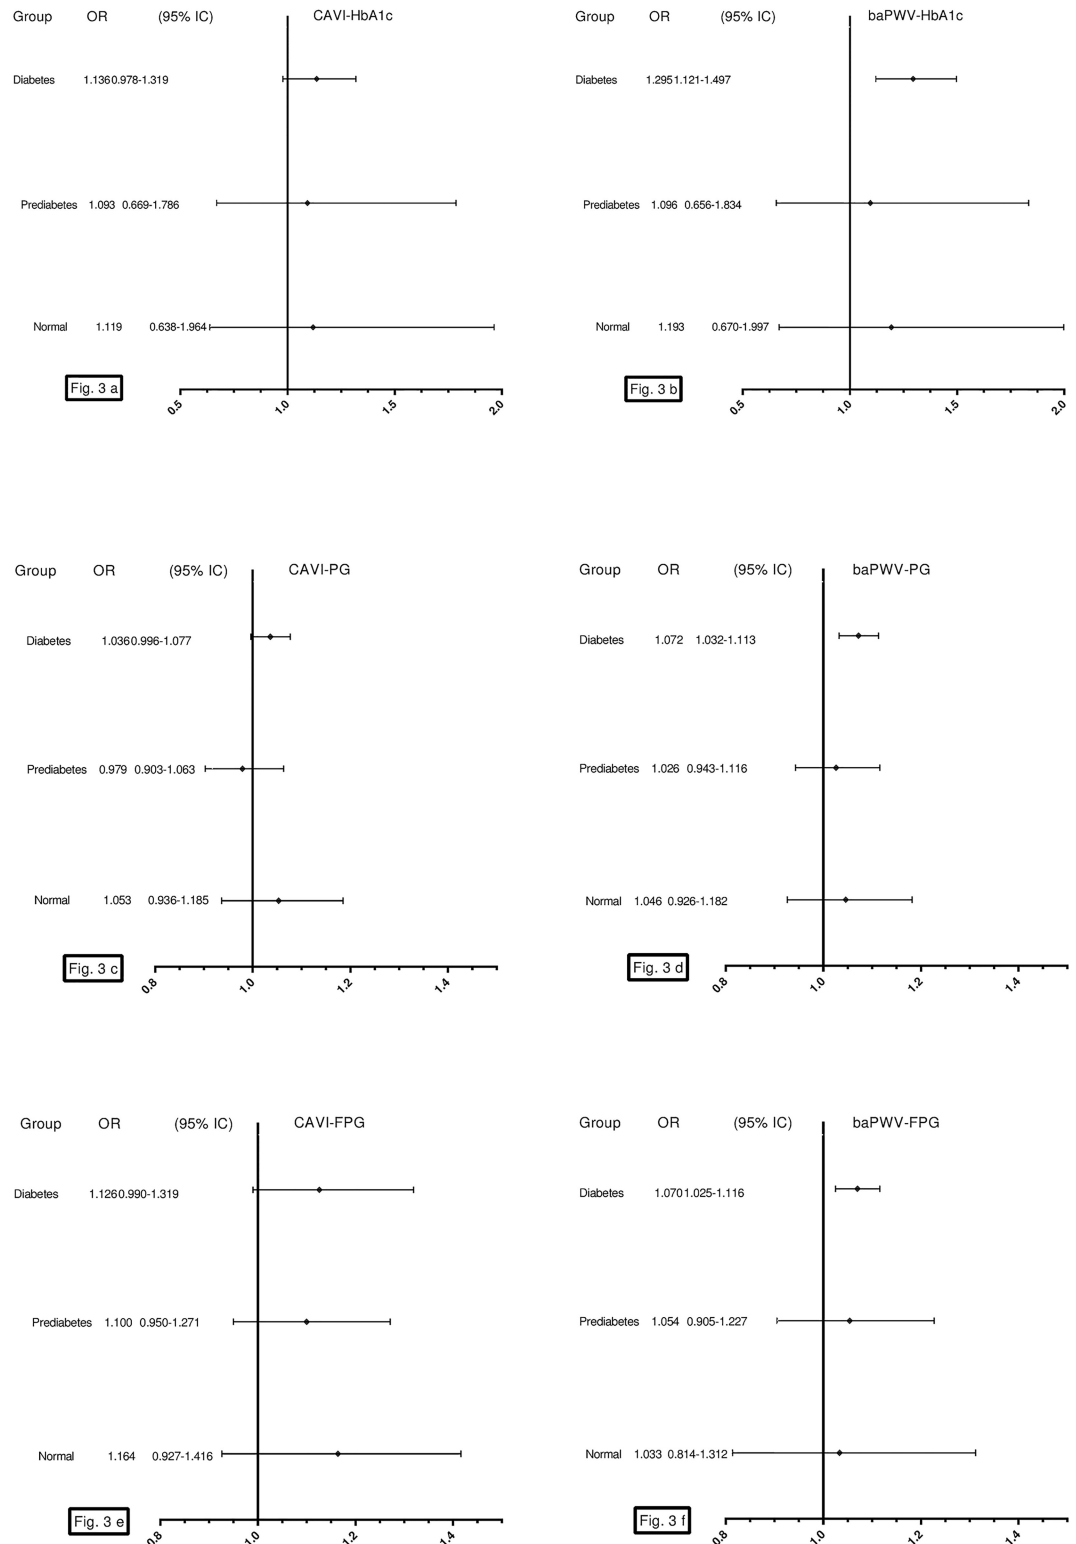 Group OR (95% IC) CAVI-HbA1c
Diabetes 1.136 0.978-1.319
Prediabetes 1.093 0.669-1.786
Normal 1.119 0.638-1.964
Fig. 3 a
0.5 1.0 1.5 2.0
Group OR (95% IC) baPWV-HbA1c
Diabetes 1.295 1.121-1.497
Prediabetes 1.096 0.656-1.834
Normal 1.193 0.670-1.997
Fig. 3 b
0.5 1.0 1.5 2.0
Group OR (95% IC) CAVI-PG
Diabetes 1.036 0.996-1.077
Prediabetes 0.979 0.903-1.063
Normal 1.053 0.936-1.185
Fig. 3 c
0.8 1.0 1.2 1.4
Group OR (95% IC) baPWV-PG
Diabetes 1.072 1.032-1.113
Prediabetes 1.026 0.943-1.116
Normal 1.046 0.926-1.182
Fig. 3 d
0.8 1.0 1.2 1.4
Group OR (95% IC) CAVI-FPG
Diabetes 1.126 0.990-1.319
Prediabetes 1.100 0.950-1.271
Normal 1.164 0.927-1.416
Fig. 3 e
0.8 1.0 1.2 1.4
Group OR (95% IC) baPWV-FPG
Diabetes 1.070 1.025-1.116
Prediabetes 1.054 0.905-1.227
Normal 1.033 0.814-1.312
Fig. 3 f
0.8 1.0 1.2 1.4